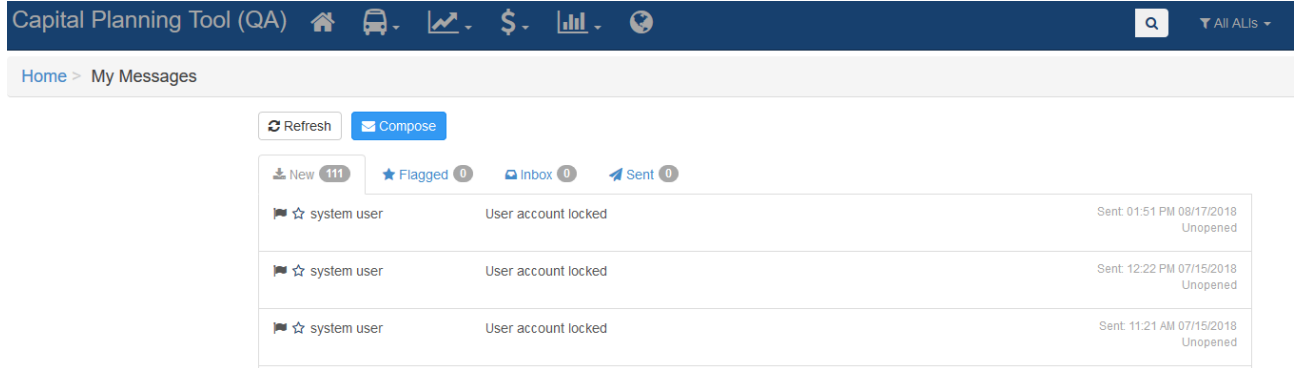 Capital Planning Tool (QA) $ All ALIs
Home > My Messages
Refresh Compose
New 111 Flagged 0 Inbox 0 Sent 0
system user User account locked Sent: 01:51 PM 08/17/2018
Unopened
system user User account locked Sent: 12:22 PM 07/15/2018
Unopened
system user User account locked Sent: 11:21 AM 07/15/2018
Unopened